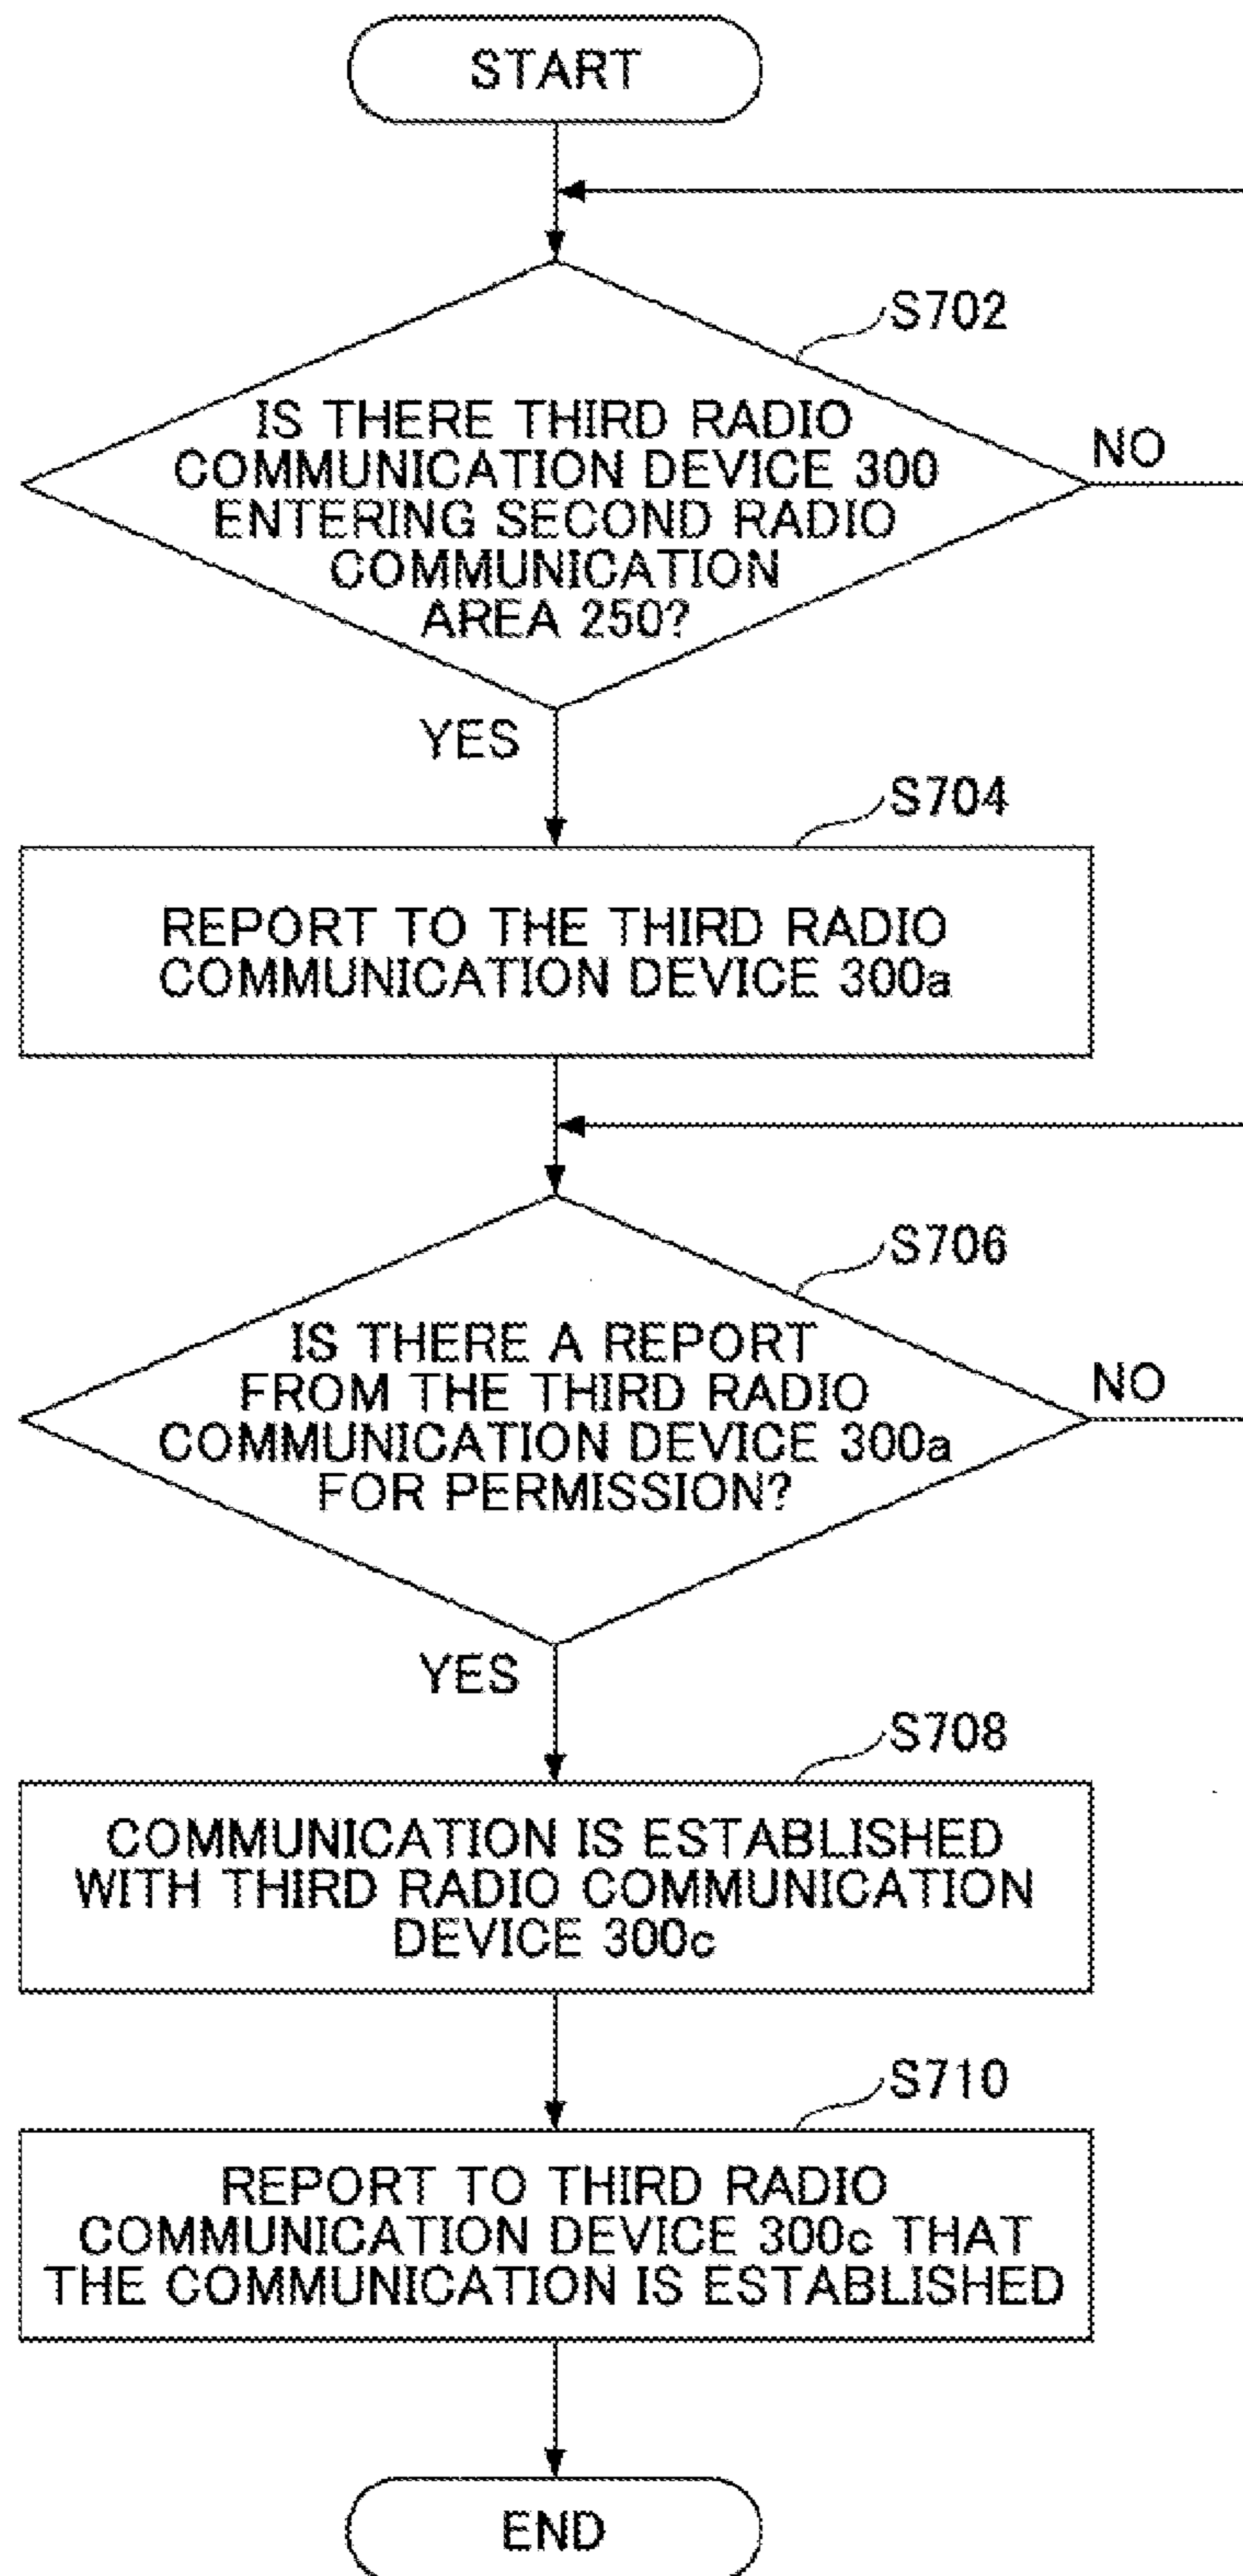 START
S702
IS THERE THIRD RADIO
COMMUNICATION DEVICE 300
ENTERING SECOND RADIO
COMMUNICATION
AREA 250?
NO
YES
S704
REPORT TO THE THIRD RADIO
COMMUNICATION DEVICE 300a
S706
IS THERE A REPORT
FROM THE THIRD RADIO
COMMUNICATION DEVICE 300a
FOR PERMISSION?
NO
YES
S708
COMMUNICATION IS ESTABLISHED
WITH THIRD RADIO COMMUNICATION
DEVICE 300c
S710
REPORT TO THIRD RADIO
COMMUNICATION DEVICE 300c THAT
THE COMMUNICATION IS ESTABLISHED
END